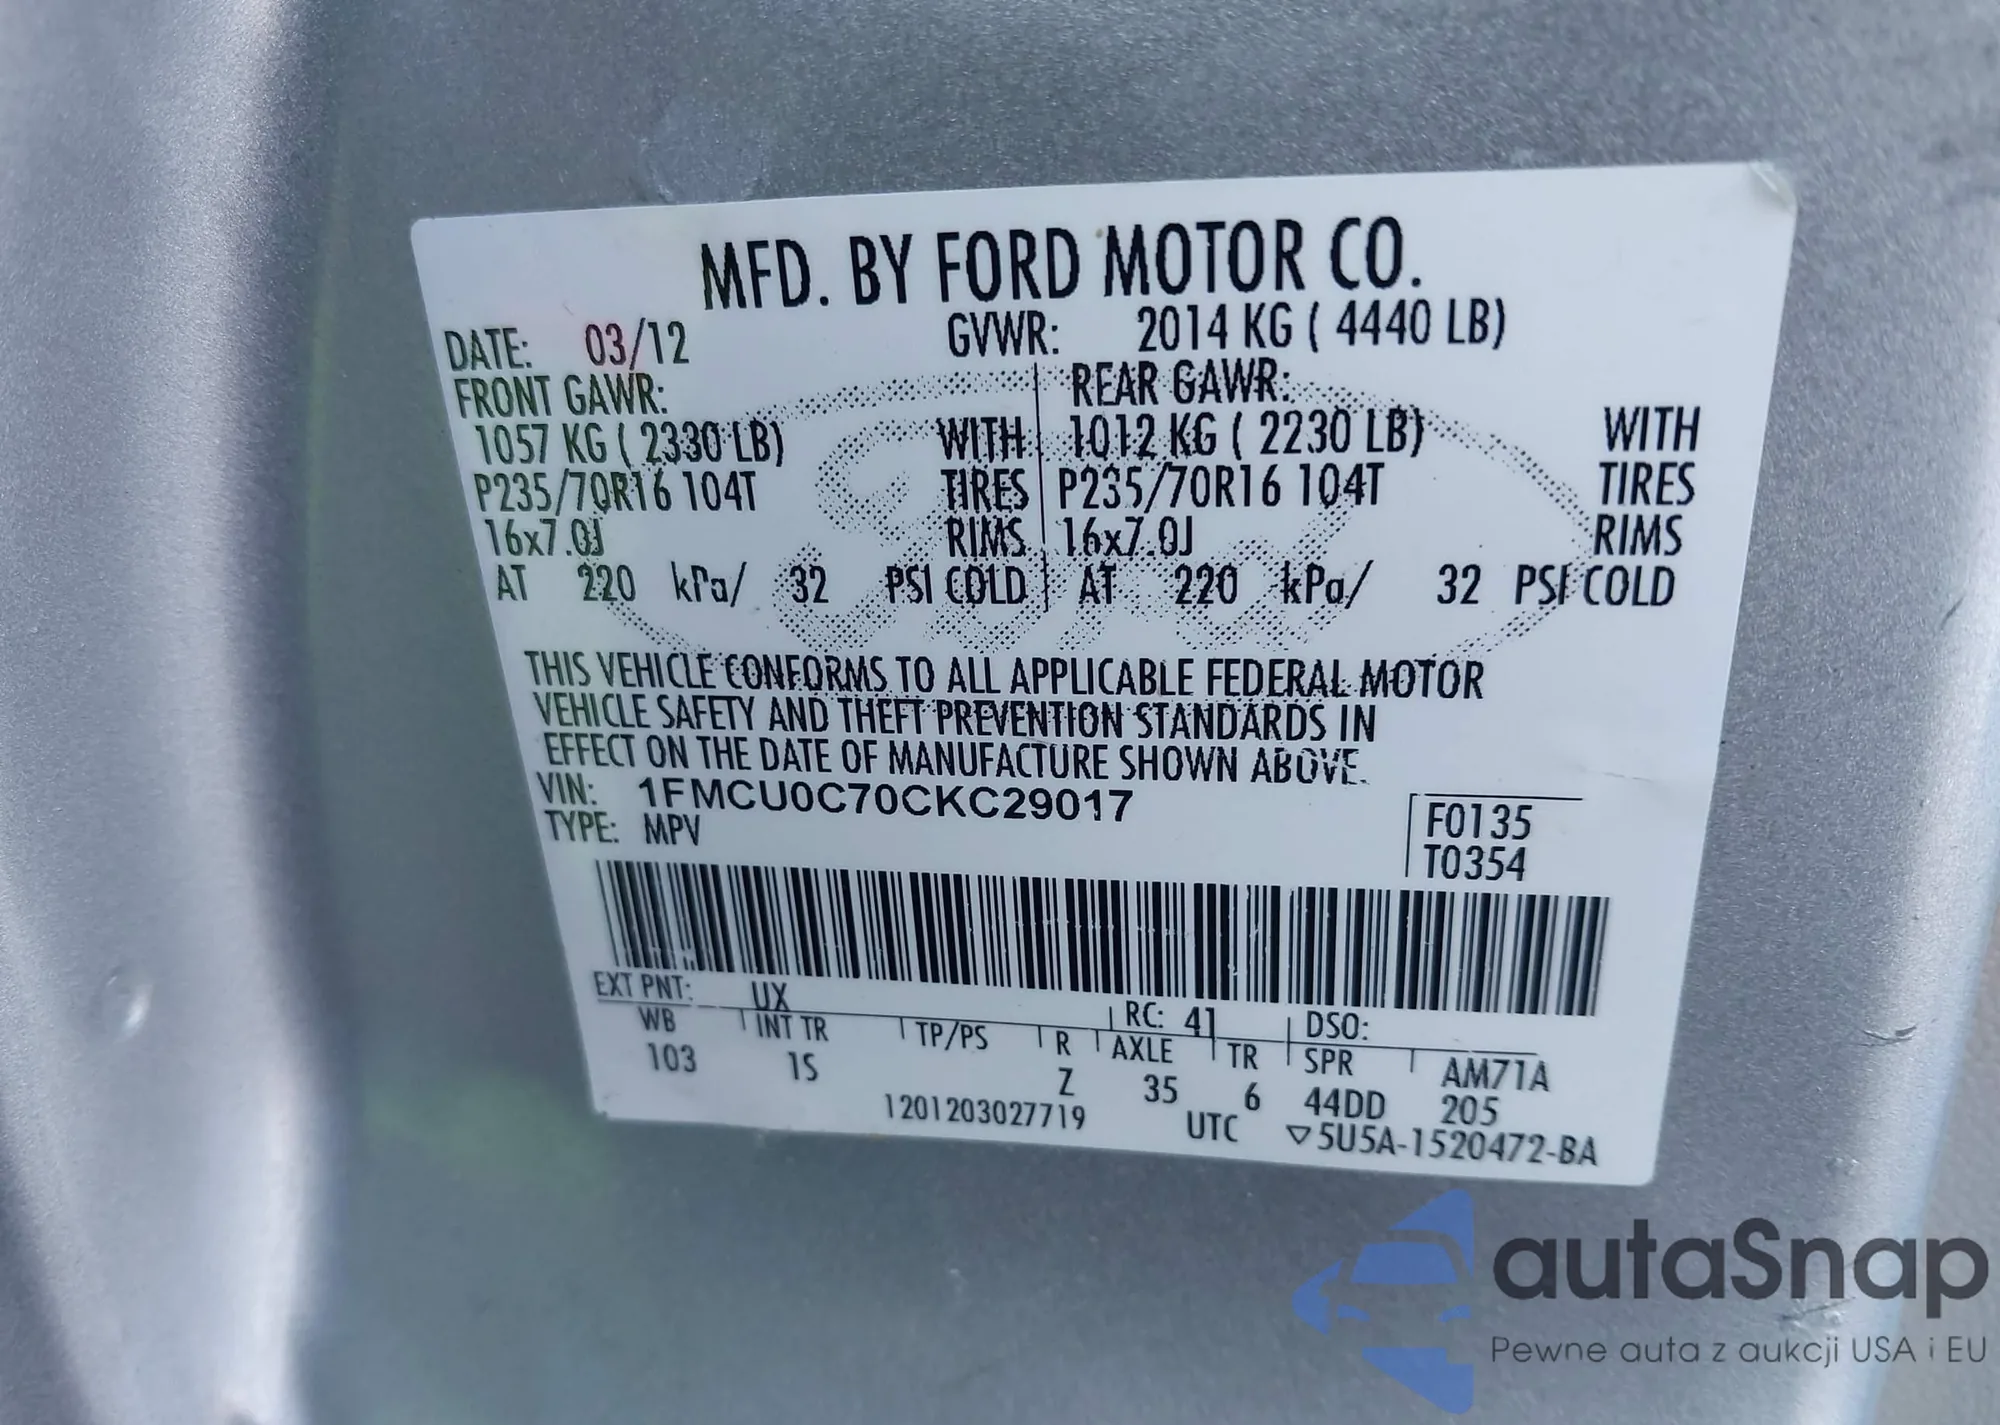 MFD. BY FORD MOTOR CO.
DATE: 03/12 GVWR: 2014 KG ( 4440 LB)
FRONT GAWR: REAR GAWR:
1057 KG ( 2330 LB) WITH 1012 KG ( 2230 LB) WITH
P235/70R16 104T TIRES P235/70R16 104T TIRES
16x7.0J RIMS 16x7.0J RIMS
AT 220 kPa/ 32 PSI COLD AT 220 kPa/ 32 PSI COLD
Ford
THIS VEHICLE CONFORMS TO ALL APPLICABLE FEDERAL MOTOR
VEHICLE SAFETY AND THEFT PREVENTION STANDARDS IN
EFFECT ON THE DATE OF MANUFACTURE SHOWN ABOVE.
VIN: 1FMCU0C70CKC29017
TYPE: MPV
F0135
T0354
EXT PNT: UX RC: 41 DSO:
WB INT TR TP/PS R AXLE TR SPR AM71A
103 1S Z 35 6 44DD 205
1201203027719 UTC ▽5U5A-1520472-BA
autaSnap
Pewne auta z aukcji USA i EU